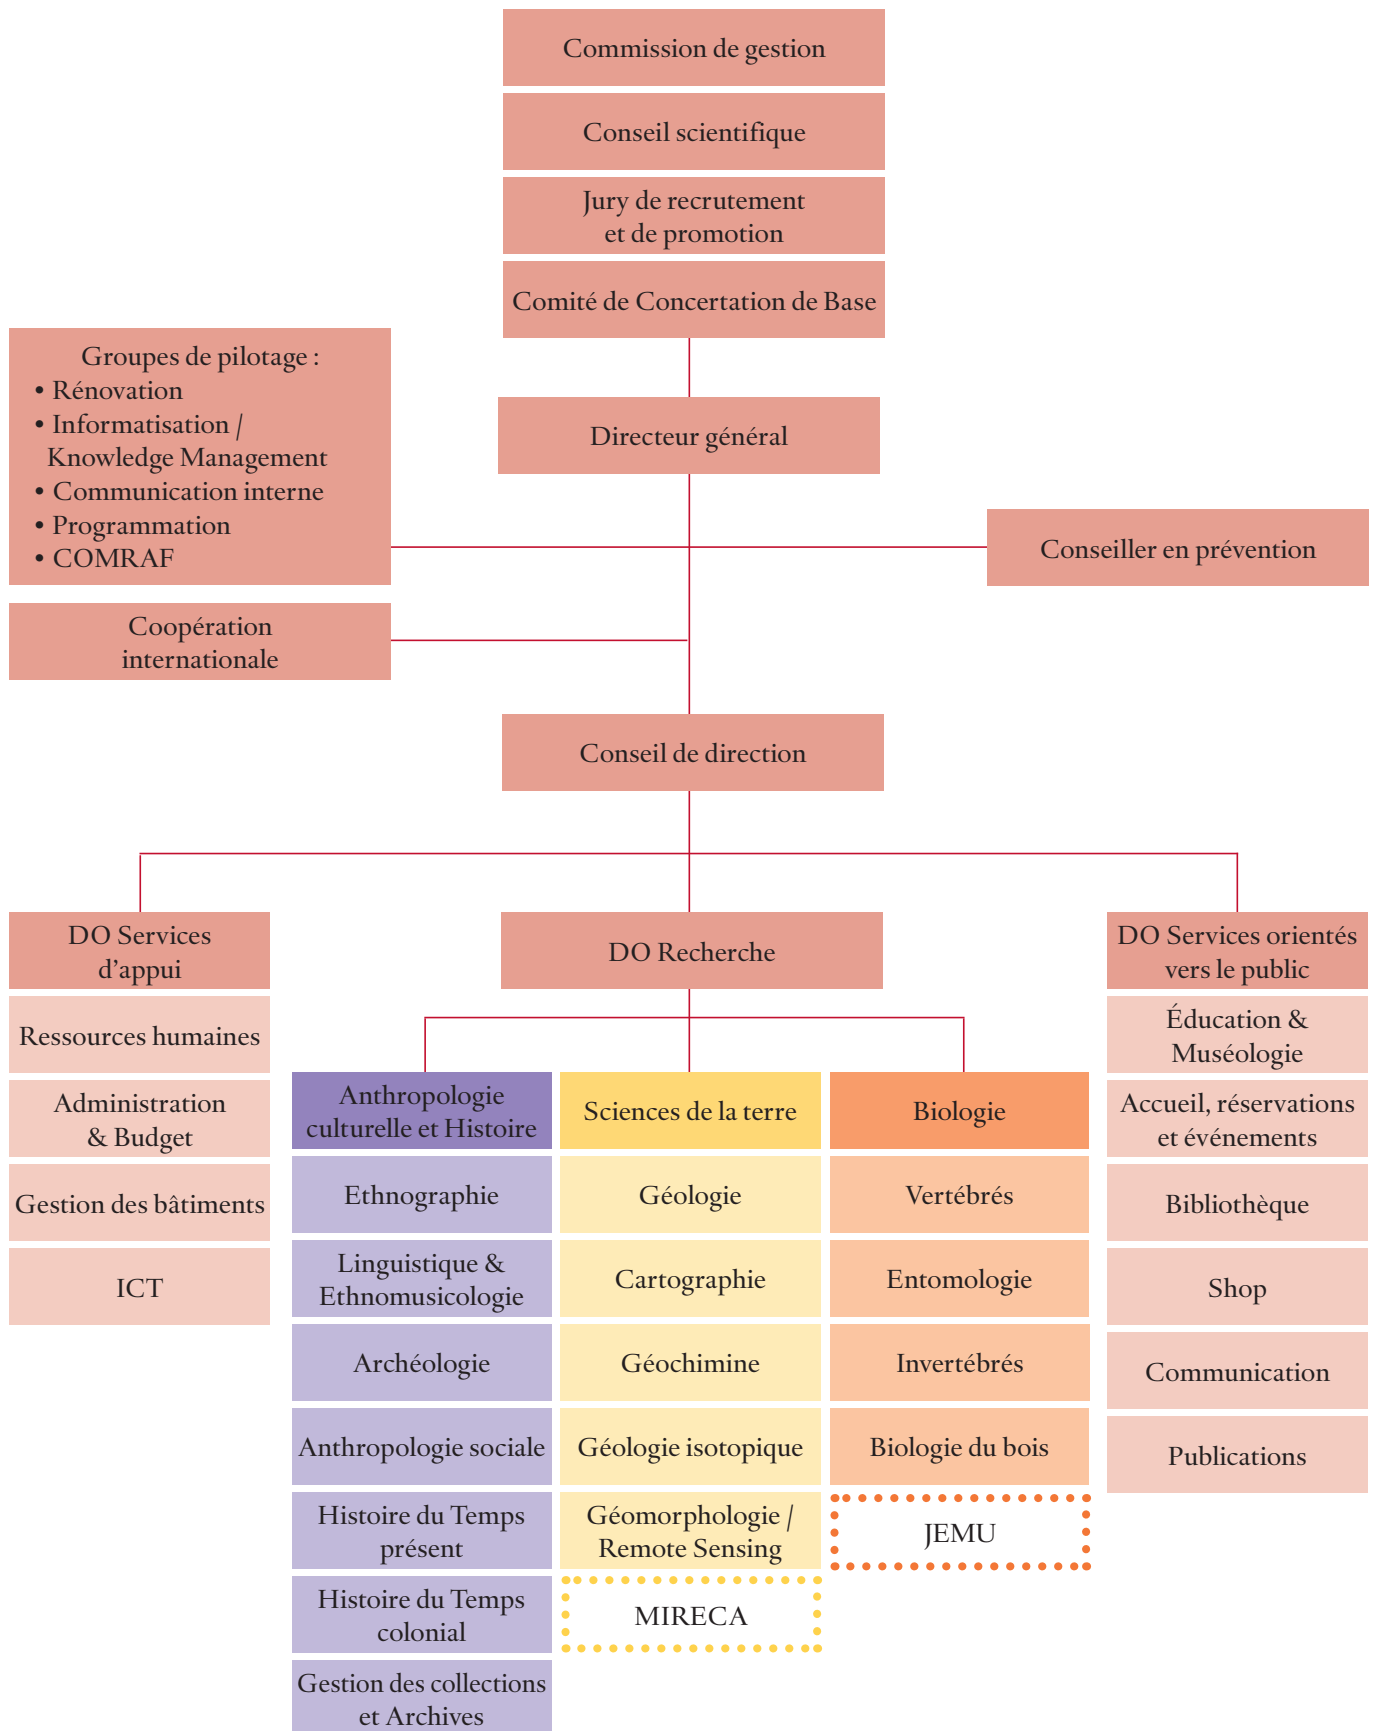 Commission de gestion
Conseil scientifique
Jury de recrutement
et de promotion
Comité de Concertation de Base
Groupes de pilotage :
• Rénovation
• Informatisation /
Knowledge Management
• Communication interne
• Programmation
• COMRAF
Directeur général
Conseiller en prévention
Coopération
internationale
Conseil de direction
DO Services
d'appui
Ressources humaines
Administration
& Budget
Gestion des bâtiments
ICT
DO Recherche
Anthropologie
culturelle et Histoire
Ethnographie
Linguistique &
Ethnomusicologie
Archéologie
Anthropologie sociale
Histoire du Temps
présent
Histoire du Temps
colonial
Gestion des collections
et Archives
Sciences de la terre
Géologie
Cartographie
Géochimine
Géologie isotopique
Géomorphologie /
Remote Sensing
MIRECA
Biologie
Vertébrés
Entomologie
Invertébrés
Biologie du bois
JEMU
DO Services orientés
vers le public
Éducation &
Muséologie
Accueil, réservations
et événements
Bibliothèque
Shop
Communication
Publications